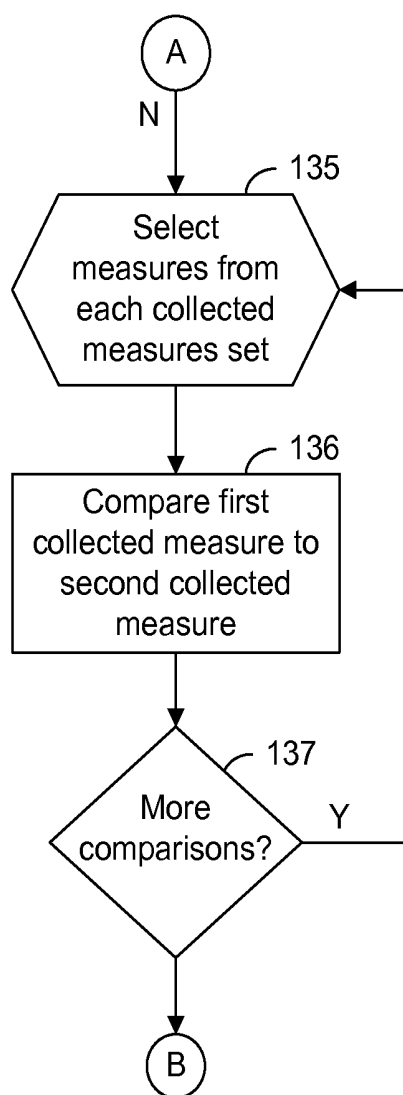 A
N
135
Select
measures from
each collected
measures set
136
Compare first
collected measure to
second collected
measure
137
More
comparisons?
Y
B